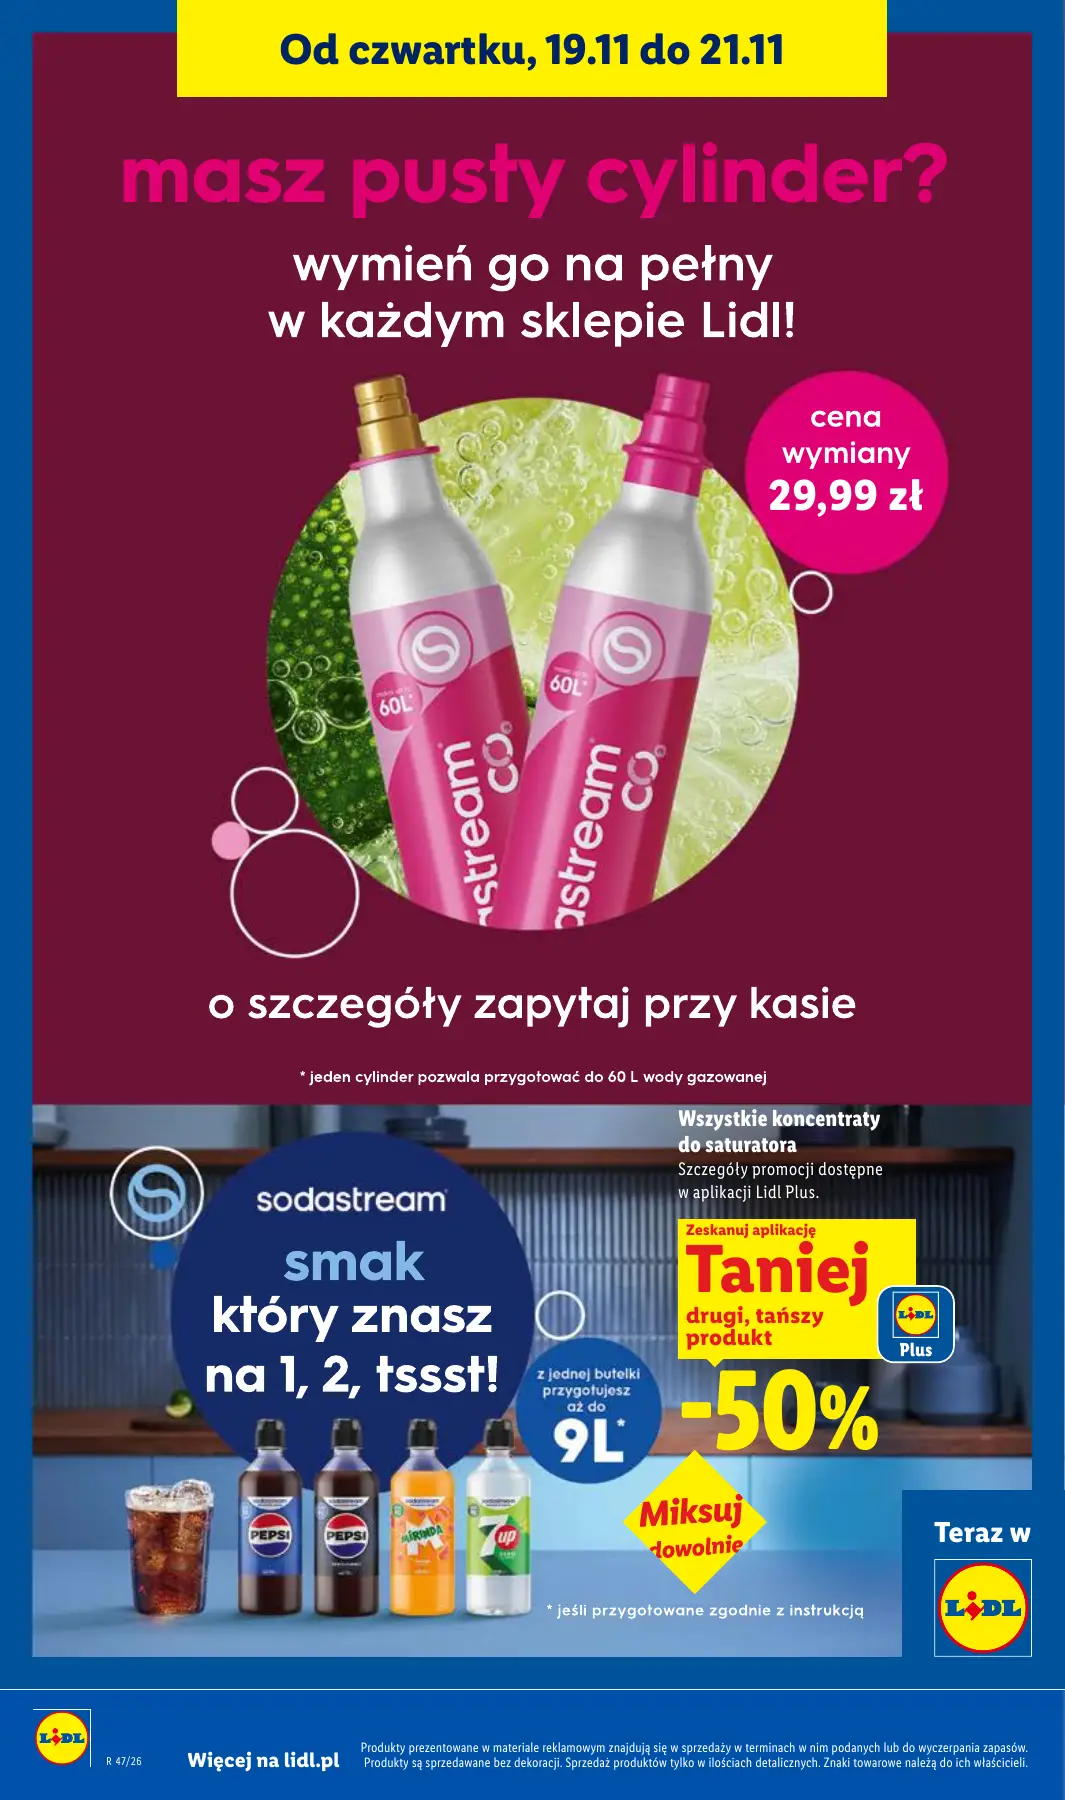 Od czwartku, 19.11 do 21.11
masz pusty cylinder?
wymień go na pełny
w każdym sklepie Lidl!
cena
wymiany
29,99 zł
60L*
60L*
sodastream
CO₂
sodastream
CO₂
o szczegóły zapytaj przy kasie
* jeden cylinder pozwala przygotować do 60 L wody gazowanej
Wszystkie koncentraty
do saturatora
Szczegóły promocji dostępne
w aplikacji Lidl Plus.
sodastream
smak
który znasz
na 1, 2, tssst!
Zeskanuj aplikację
Taniej
drugi, tańszy
produkt
LIDL
Plus
-50%
z jednej butelki
przygotujesz
aż do
9L*
Miksuj
dowolnie
sodastream
PEPSI
sodastream
PEPSI
sodastream
MIRINDA
sodastream
7up
* jeśli przygotowane zgodnie z instrukcją
Teraz w
LIDL
LIDL
R 47/26
Więcej na lidl.pl
Produkty prezentowane w materiale reklamowym znajdują się w sprzedaży w terminach w nim podanych lub do wyczerpania zapasów.
Produkty są sprzedawane bez dekoracji. Sprzedaż produktów tylko w ilościach detalicznych. Znaki towarowe należą do ich właścicieli.